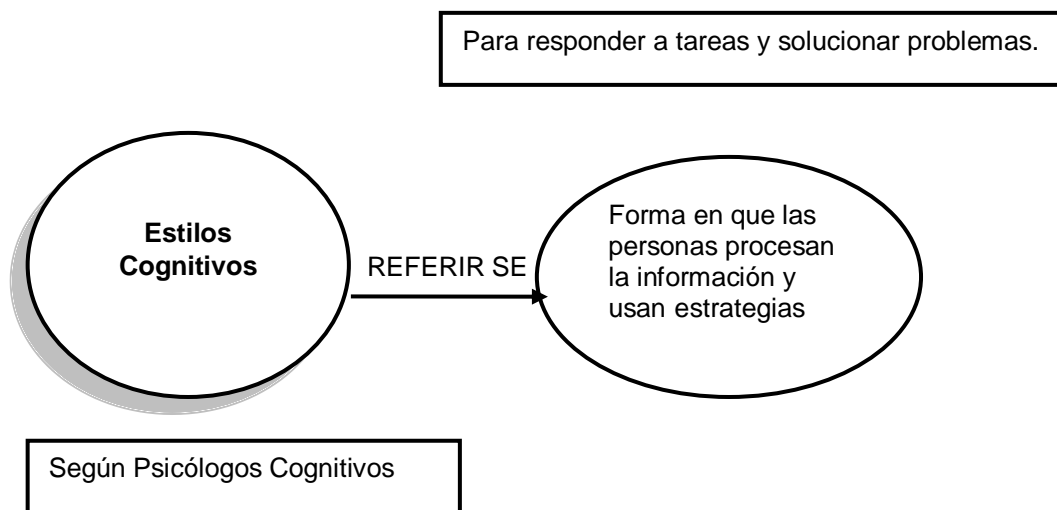 Para responder a tareas y solucionar problemas.
Estilos
Cognitivos
REFERIR SE
Forma en que las
personas procesan
la información y
usan estrategias
Según Psicólogos Cognitivos